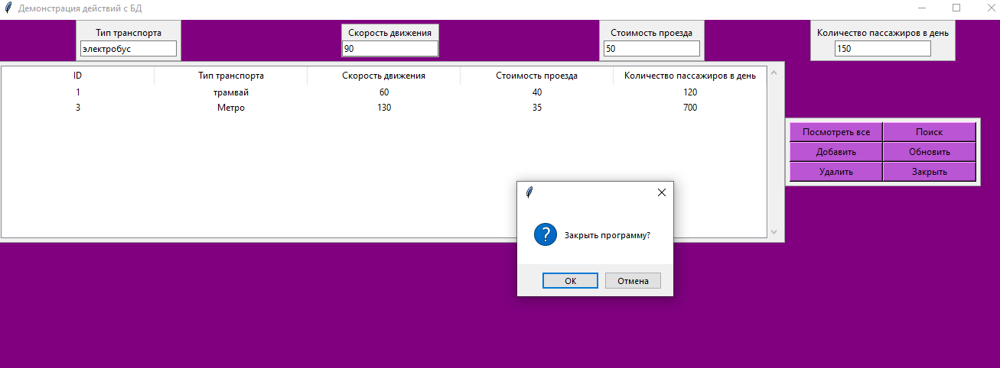 Демонстрация действий с БД
Тип транспорта Скорость движения Стоимость проезда Количество пассажиров в день
электробус 90 50 150
ID Тип транспорта Скорость движения Стоимость проезда Количество пассажиров в день
1 трамвай 60 40 120
3 Метро 130 35 700
Посмотреть все Поиск
Добавить Обновить
Удалить Закрыть
Закрыть программу?
OK Отмена